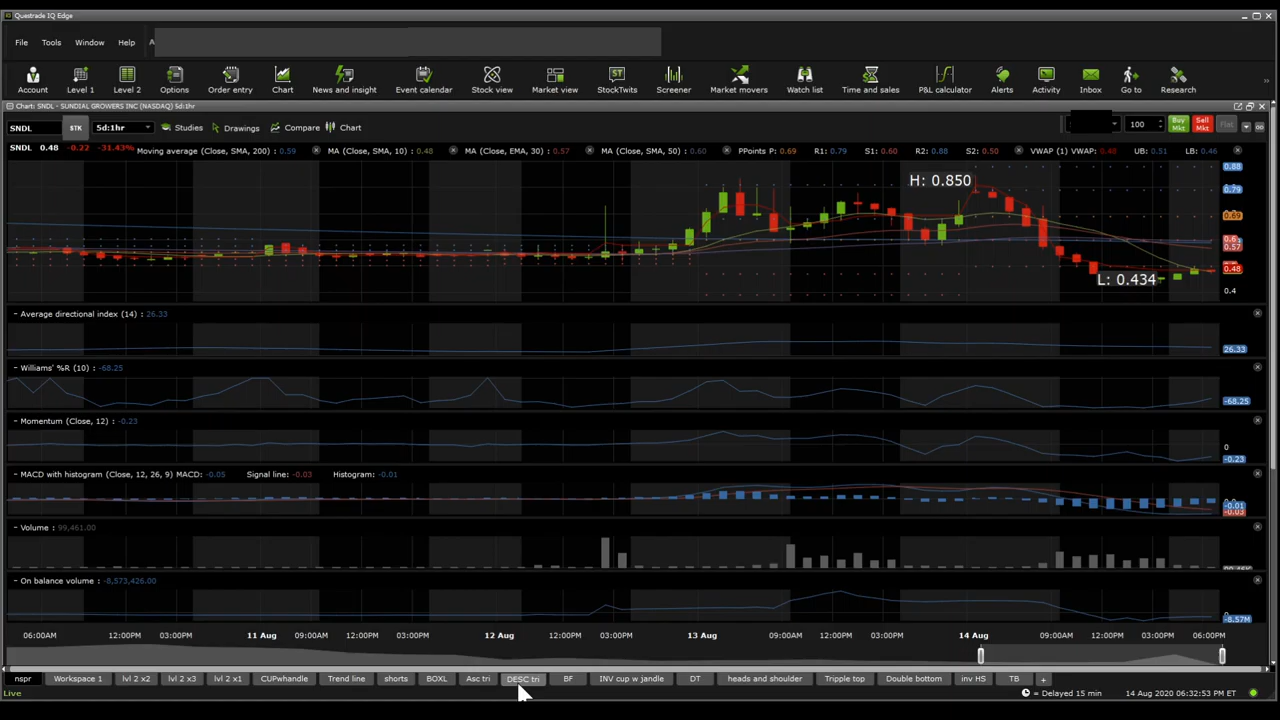 Questrade IQ Edge
File Tools Window Help A
Account Level 1 Level 2 Options Order entry Chart News and insight Event calendar Stock view Market view StockTwits Screener Market movers Watch list Time and sales P&L calculator Alerts Activity Inbox Go to Research
Chart: SNDL - SUNDIAL GROWERS INC (NASDAQ) 5d:1hr
SNDL STK 5d:1hr Studies Drawings Compare Chart 100 Buy Mkt Sell Mkt Flat
SNDL 0.48 -0.22 -31.43% Moving average (Close, SMA, 200) : 0.59 MA (Close, SMA, 10) : 0.48 MA (Close, EMA, 30) : 0.57 MA (Close, SMA, 50) : 0.60 PPoints P: 0.69 R1: 0.79 S1: 0.60 R2: 0.88 S2: 0.50 VWAP (1) VWAP: 0.48 UB: 0.51 LB: 0.46
0.88
H: 0.850
0.79
0.69
0.57
0.48
L: 0.434
0.4
- Average directional index (14) : 26.33
26.33
- Williams' %R (10) : -68.25
-68.25
- Momentum (Close, 12) : -0.23
0
-0.23
- MACD with histogram (Close, 12, 26, 9) MACD: -0.05 Signal line: -0.03 Histogram: -0.01
-0.01
-0.03
- Volume : 99,461.00
- On balance volume : -8,573,426.00
-8.57M
06:00AM 12:00PM 03:00PM 11 Aug 09:00AM 12:00PM 03:00PM 12 Aug 12:00PM 03:00PM 13 Aug 09:00AM 12:00PM 03:00PM 14 Aug 09:00AM 12:00PM 03:00PM 06:00PM
nspr Workspace 1 lvl 2 x2 lvl 2 x3 lvl 2 x1 CUPwhandle Trend line shorts BOXL Asc tri DESC tri BF INV cup w jandle DT heads and shoulder Tripple top Double bottom inv HS TB +
Live = Delayed 15 min 14 Aug 2020 06:32:53 PM ET